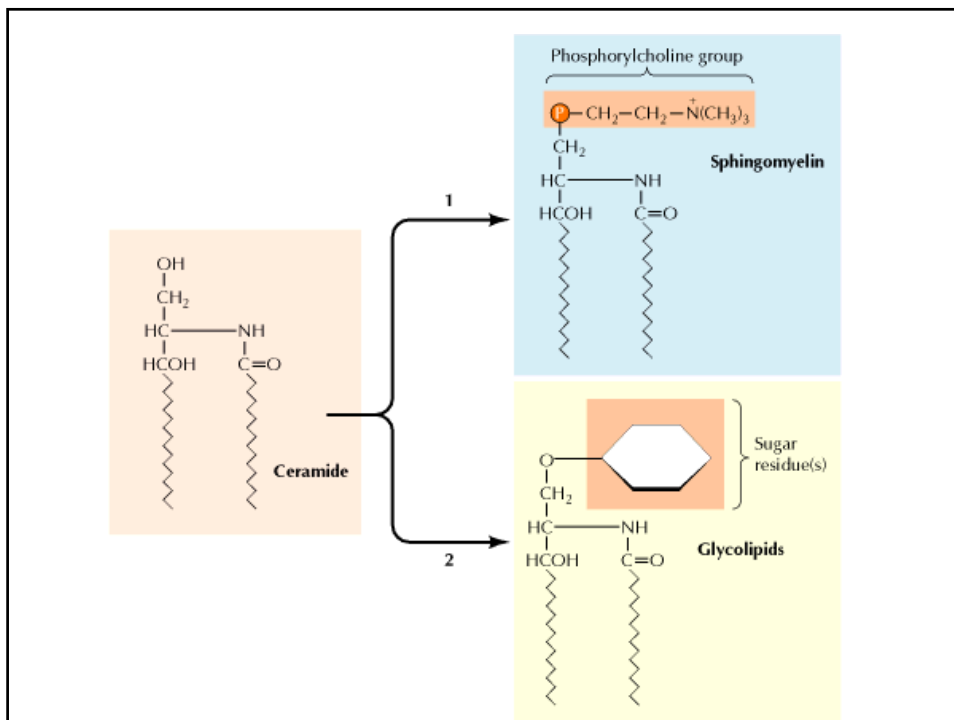 Phosphorylcholine group
P—CH₂—CH₂—N⁺(CH₃)₃
CH₂
Sphingomyelin
HC NH
HCOH C=O
1
OH
CH₂
HC NH
HCOH C=O
Ceramide
2
O
Sugar
residue(s)
CH₂
HC NH
Glycolipids
HCOH C=O